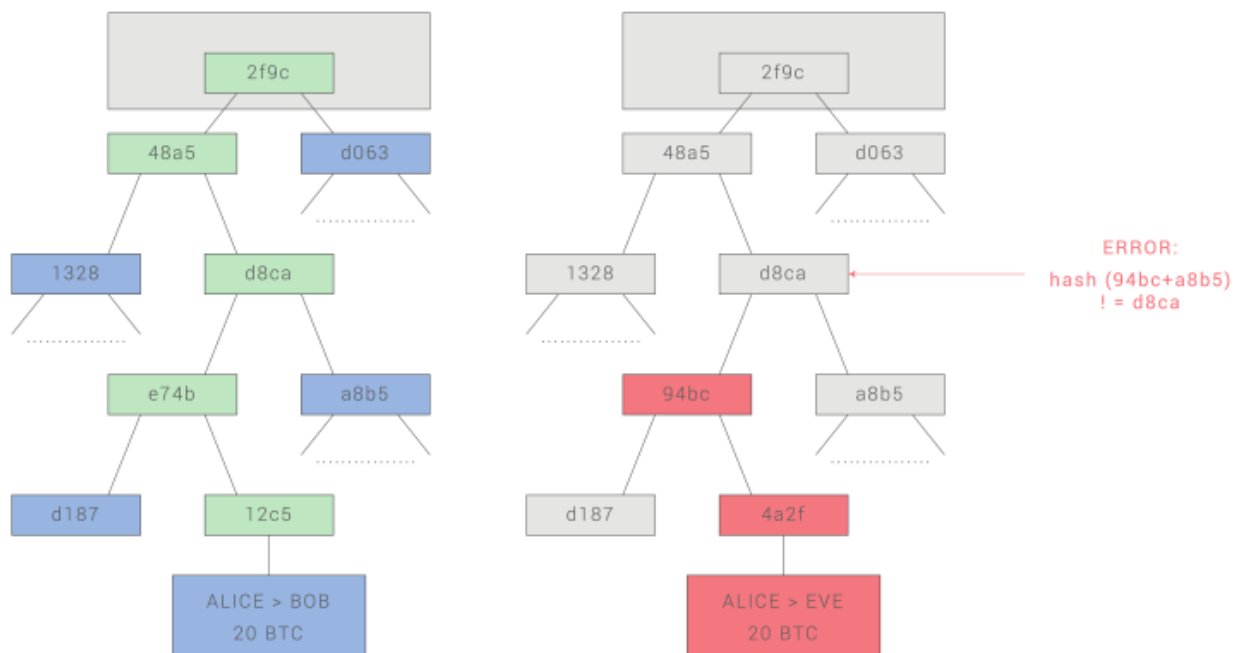 2f9c
48a5
d063
1328
d8ca
e74b
a8b5
d187
12c5
ALICE > BOB
20 BTC
2f9c
48a5
d063
1328
d8ca
ERROR:
hash (94bc+a8b5)
! = d8ca
94bc
a8b5
d187
4a2f
ALICE > EVE
20 BTC